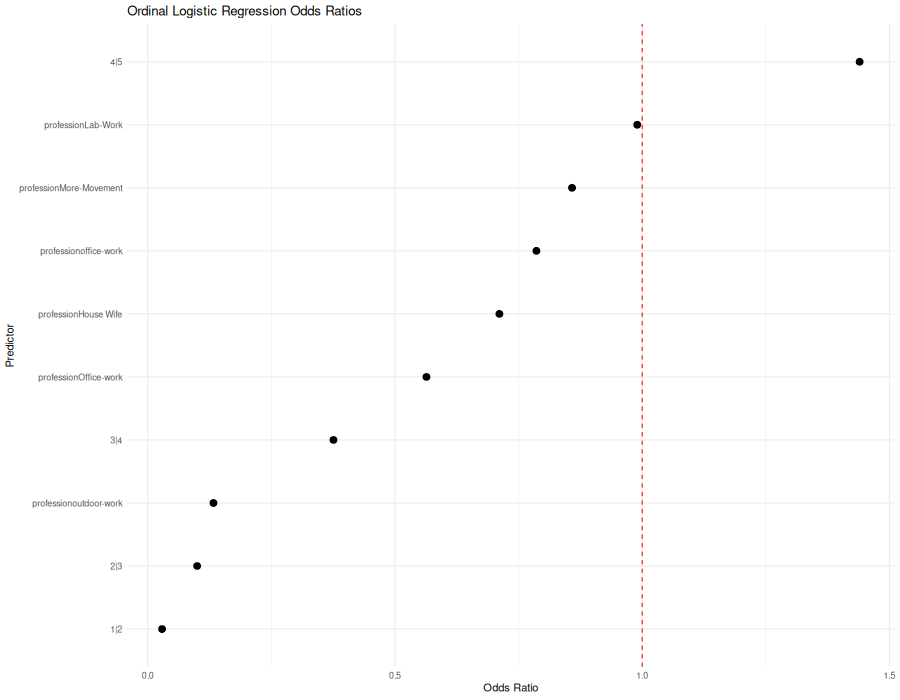 Ordinal Logistic Regression Odds Ratios
Predictor
4|5
professionLab-Work
professionMore-Movement
professionoffice-work
professionHouse Wife
professionOffice-work
3|4
professionoutdoor-work
2|3
1|2
0.0 0.5 1.0 1.5
Odds Ratio